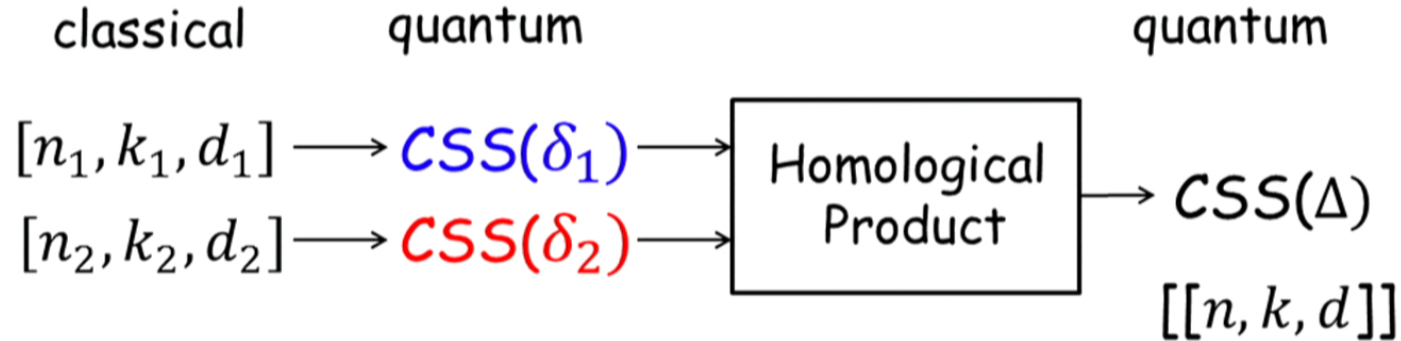 classical quantum quantum
[n₁, k₁, d₁] CSS(δ₁)
[n₂, k₂, d₂] CSS(δ₂)
Homological
Product
CSS(Δ)
[[n, k, d]]